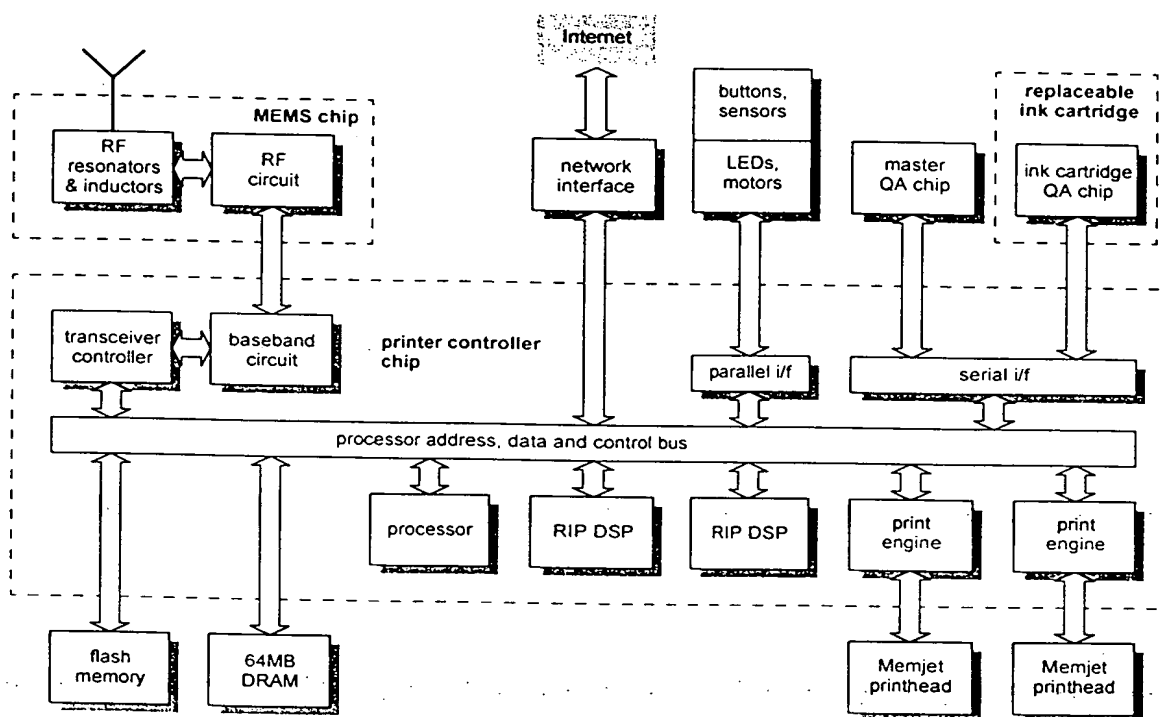 Internet
MEMS chip
RF
resonators
& inductors
RF
circuit
network
interface
buttons,
sensors
LEDs,
motors
master
QA chip
replaceable
ink cartridge
ink cartridge
QA chip
transceiver
controller
baseband
circuit
printer controller
chip
parallel i/f
serial i/f
processor address, data and control bus
processor
RIP DSP
RIP DSP
print
engine
print
engine
flash
memory
64MB
DRAM
Memjet
printhead
Memjet
printhead